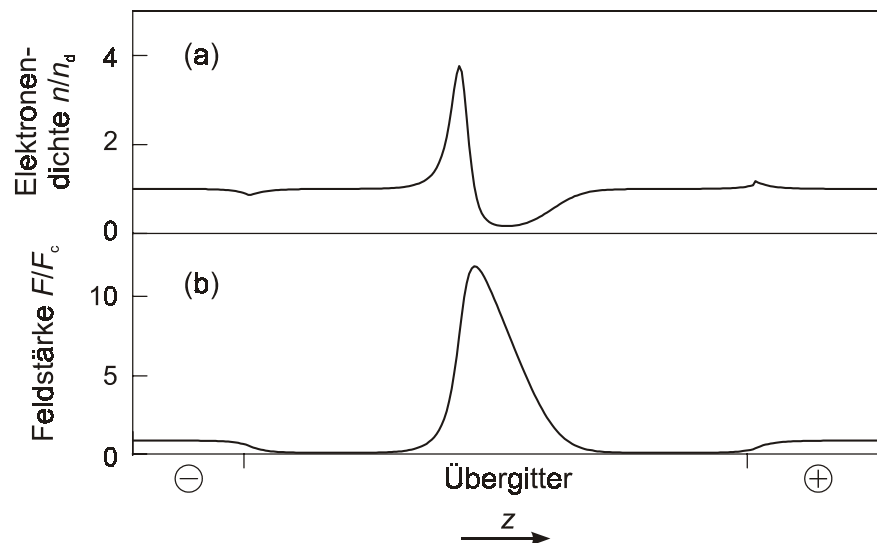 Elektronen-
dichte n/n_d
4
2
0
(a)
Feldstärke F/F_c
10
5
0
(b)
⊖
Übergitter
⊕
z